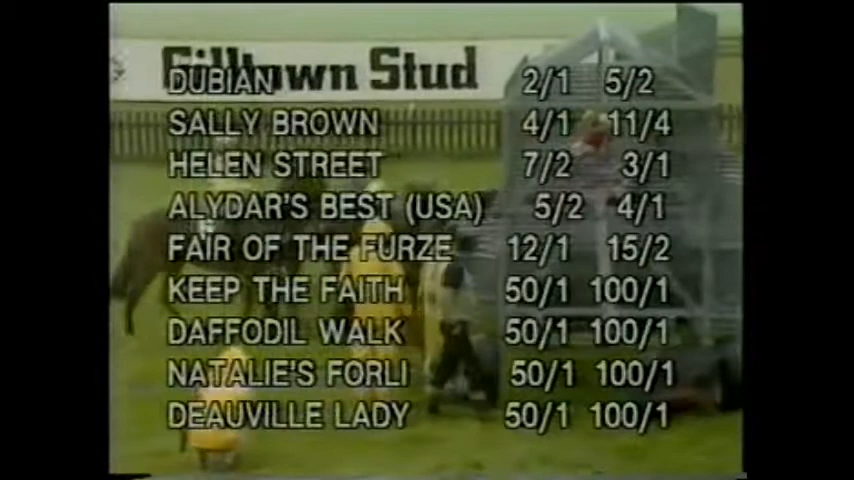 Gilltown Stud
DUBIAN 2/1 5/2
SALLY BROWN 4/1 11/4
HELEN STREET 7/2 3/1
ALYDAR'S BEST (USA) 5/2 4/1
FAIR OF THE FURZE 12/1 15/2
KEEP THE FAITH 50/1 100/1
DAFFODIL WALK 50/1 100/1
NATALIE'S FORLI 50/1 100/1
DEAUVILLE LADY 50/1 100/1